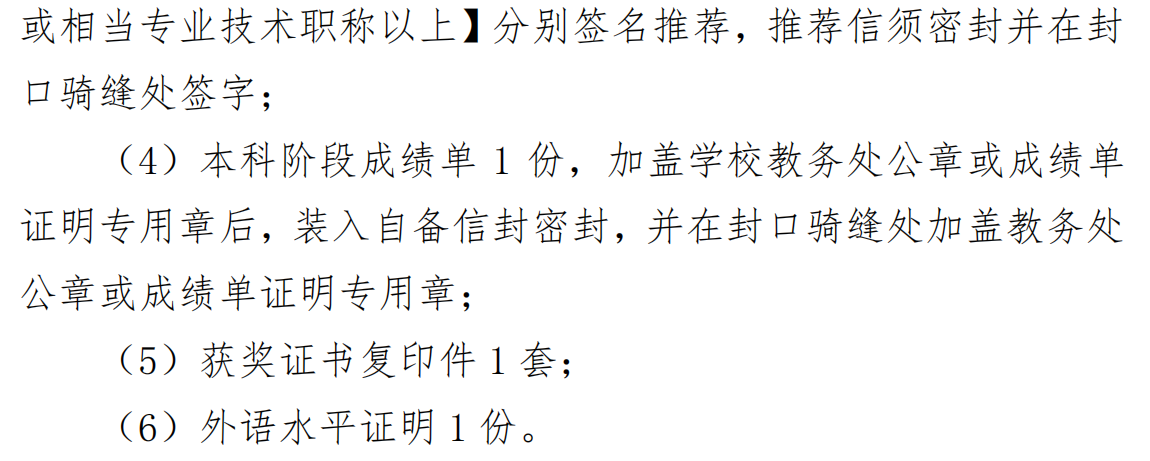 或相当专业技术职称以上】分别签名推荐，推荐信须密封并在封
口骑缝处签字；
（4）本科阶段成绩单 1 份，加盖学校教务处公章或成绩单
证明专用章后，装入自备信封密封，并在封口骑缝处加盖教务处
公章或成绩单证明专用章；
（5）获奖证书复印件 1 套；
（6）外语水平证明 1 份。